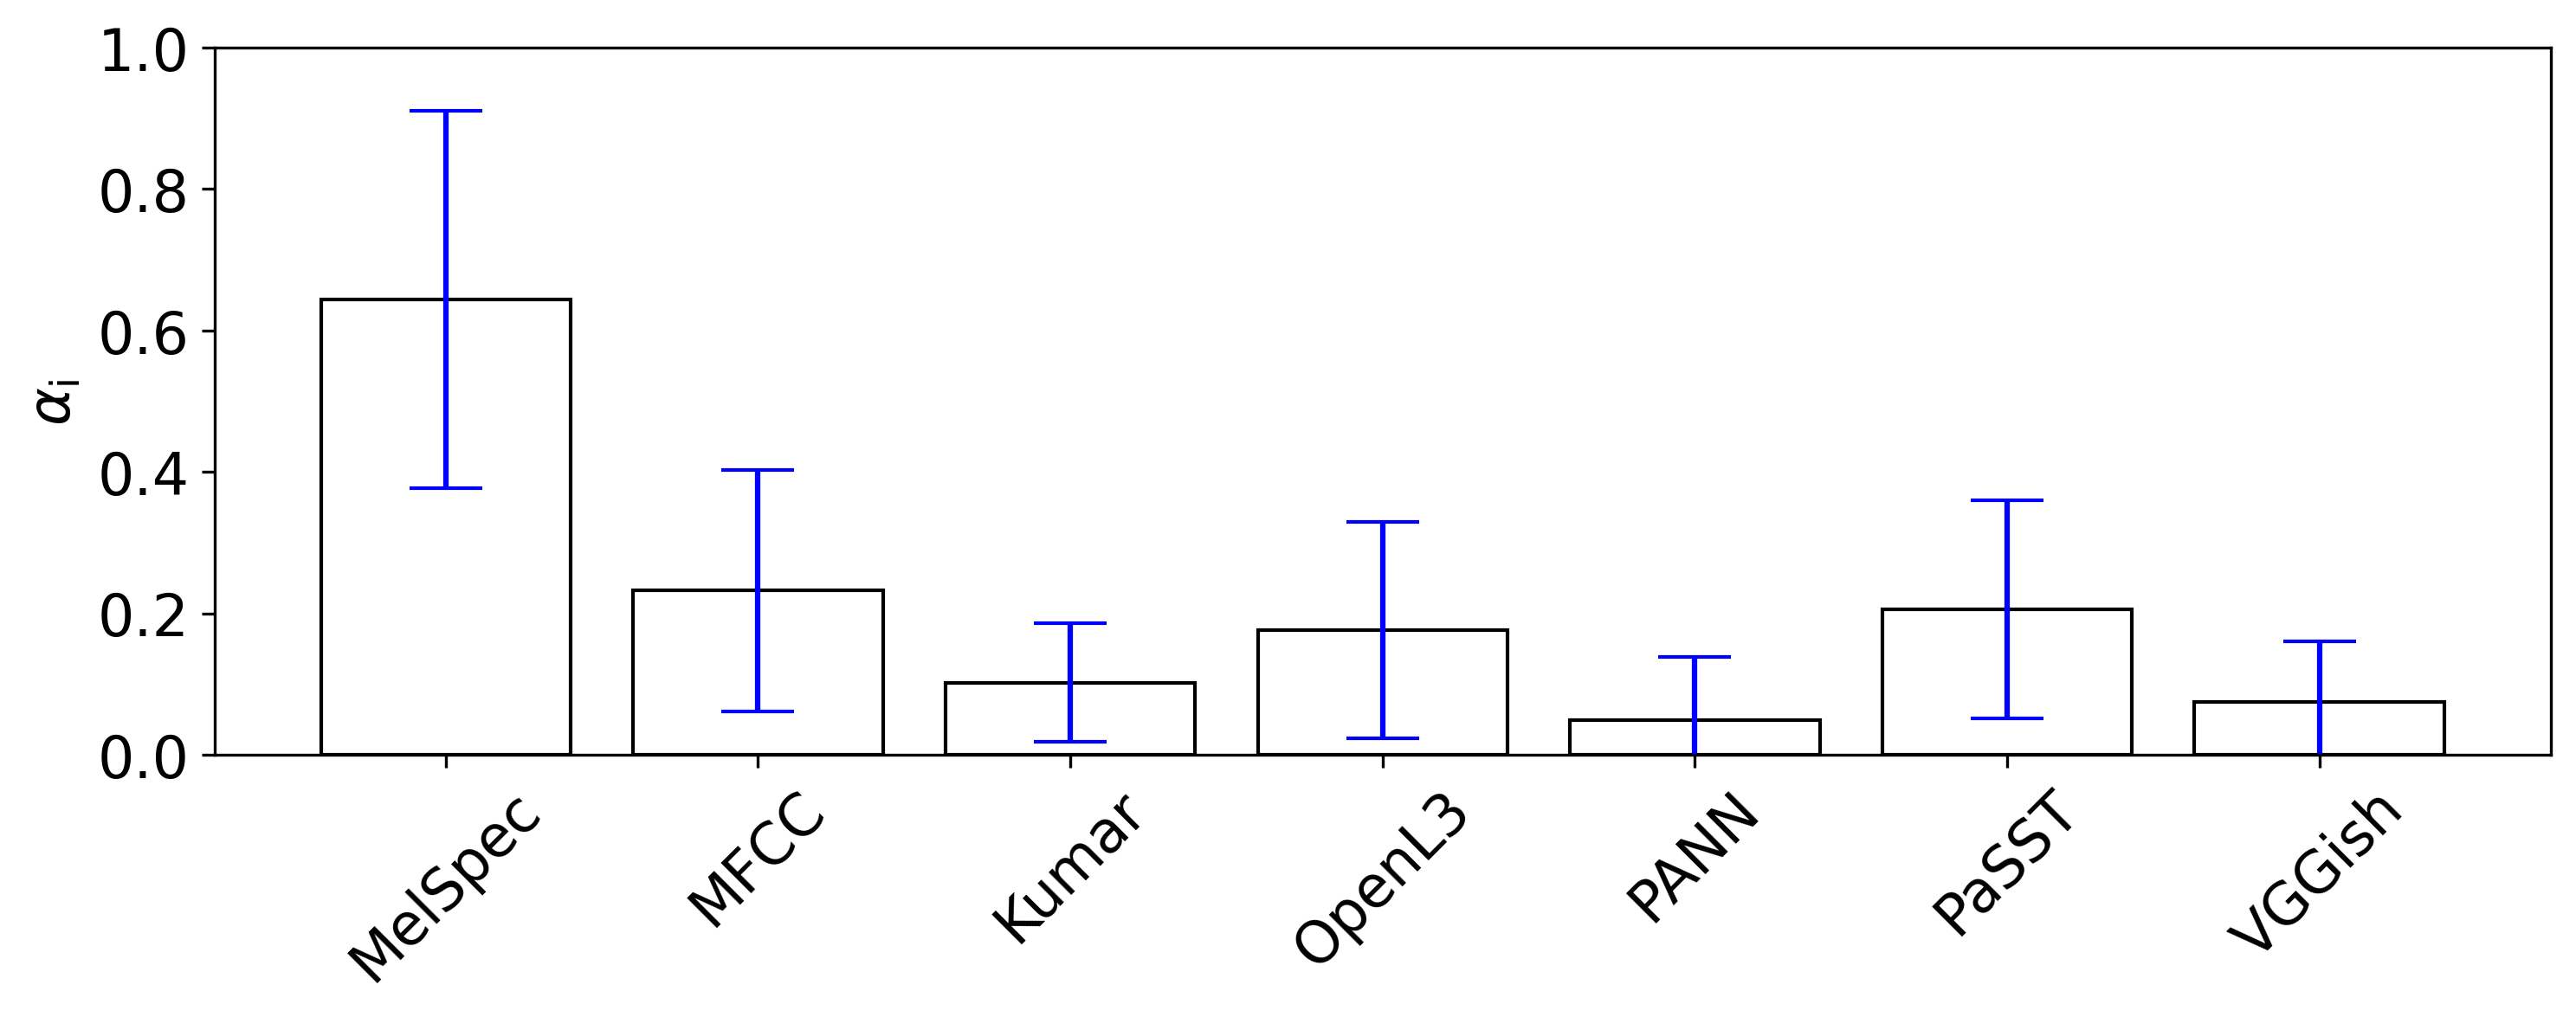 1.0
0.8
0.6
0.4
0.2
0.0
αi
MelSpec
MFCC
Kumar
OpenL3
PANN
PaSST
VGGish